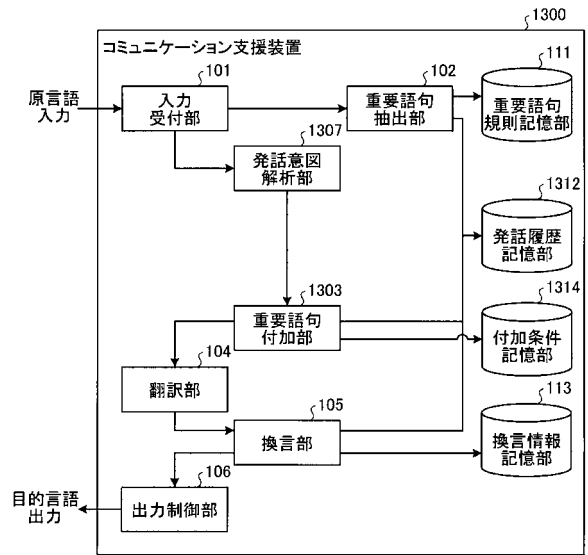 1300
コミュニケーション支援装置
101
102
111
原言語
入力
入力
受付部
重要語句
抽出部
重要語句
規則記憶部
1307
発話意図
解析部
1312
発話履歴
記憶部
1303
1314
重要語句
付加部
付加条件
記憶部
104
翻訳部
105
113
換言部
換言情報
記憶部
106
目的言語
出力
出力制御部